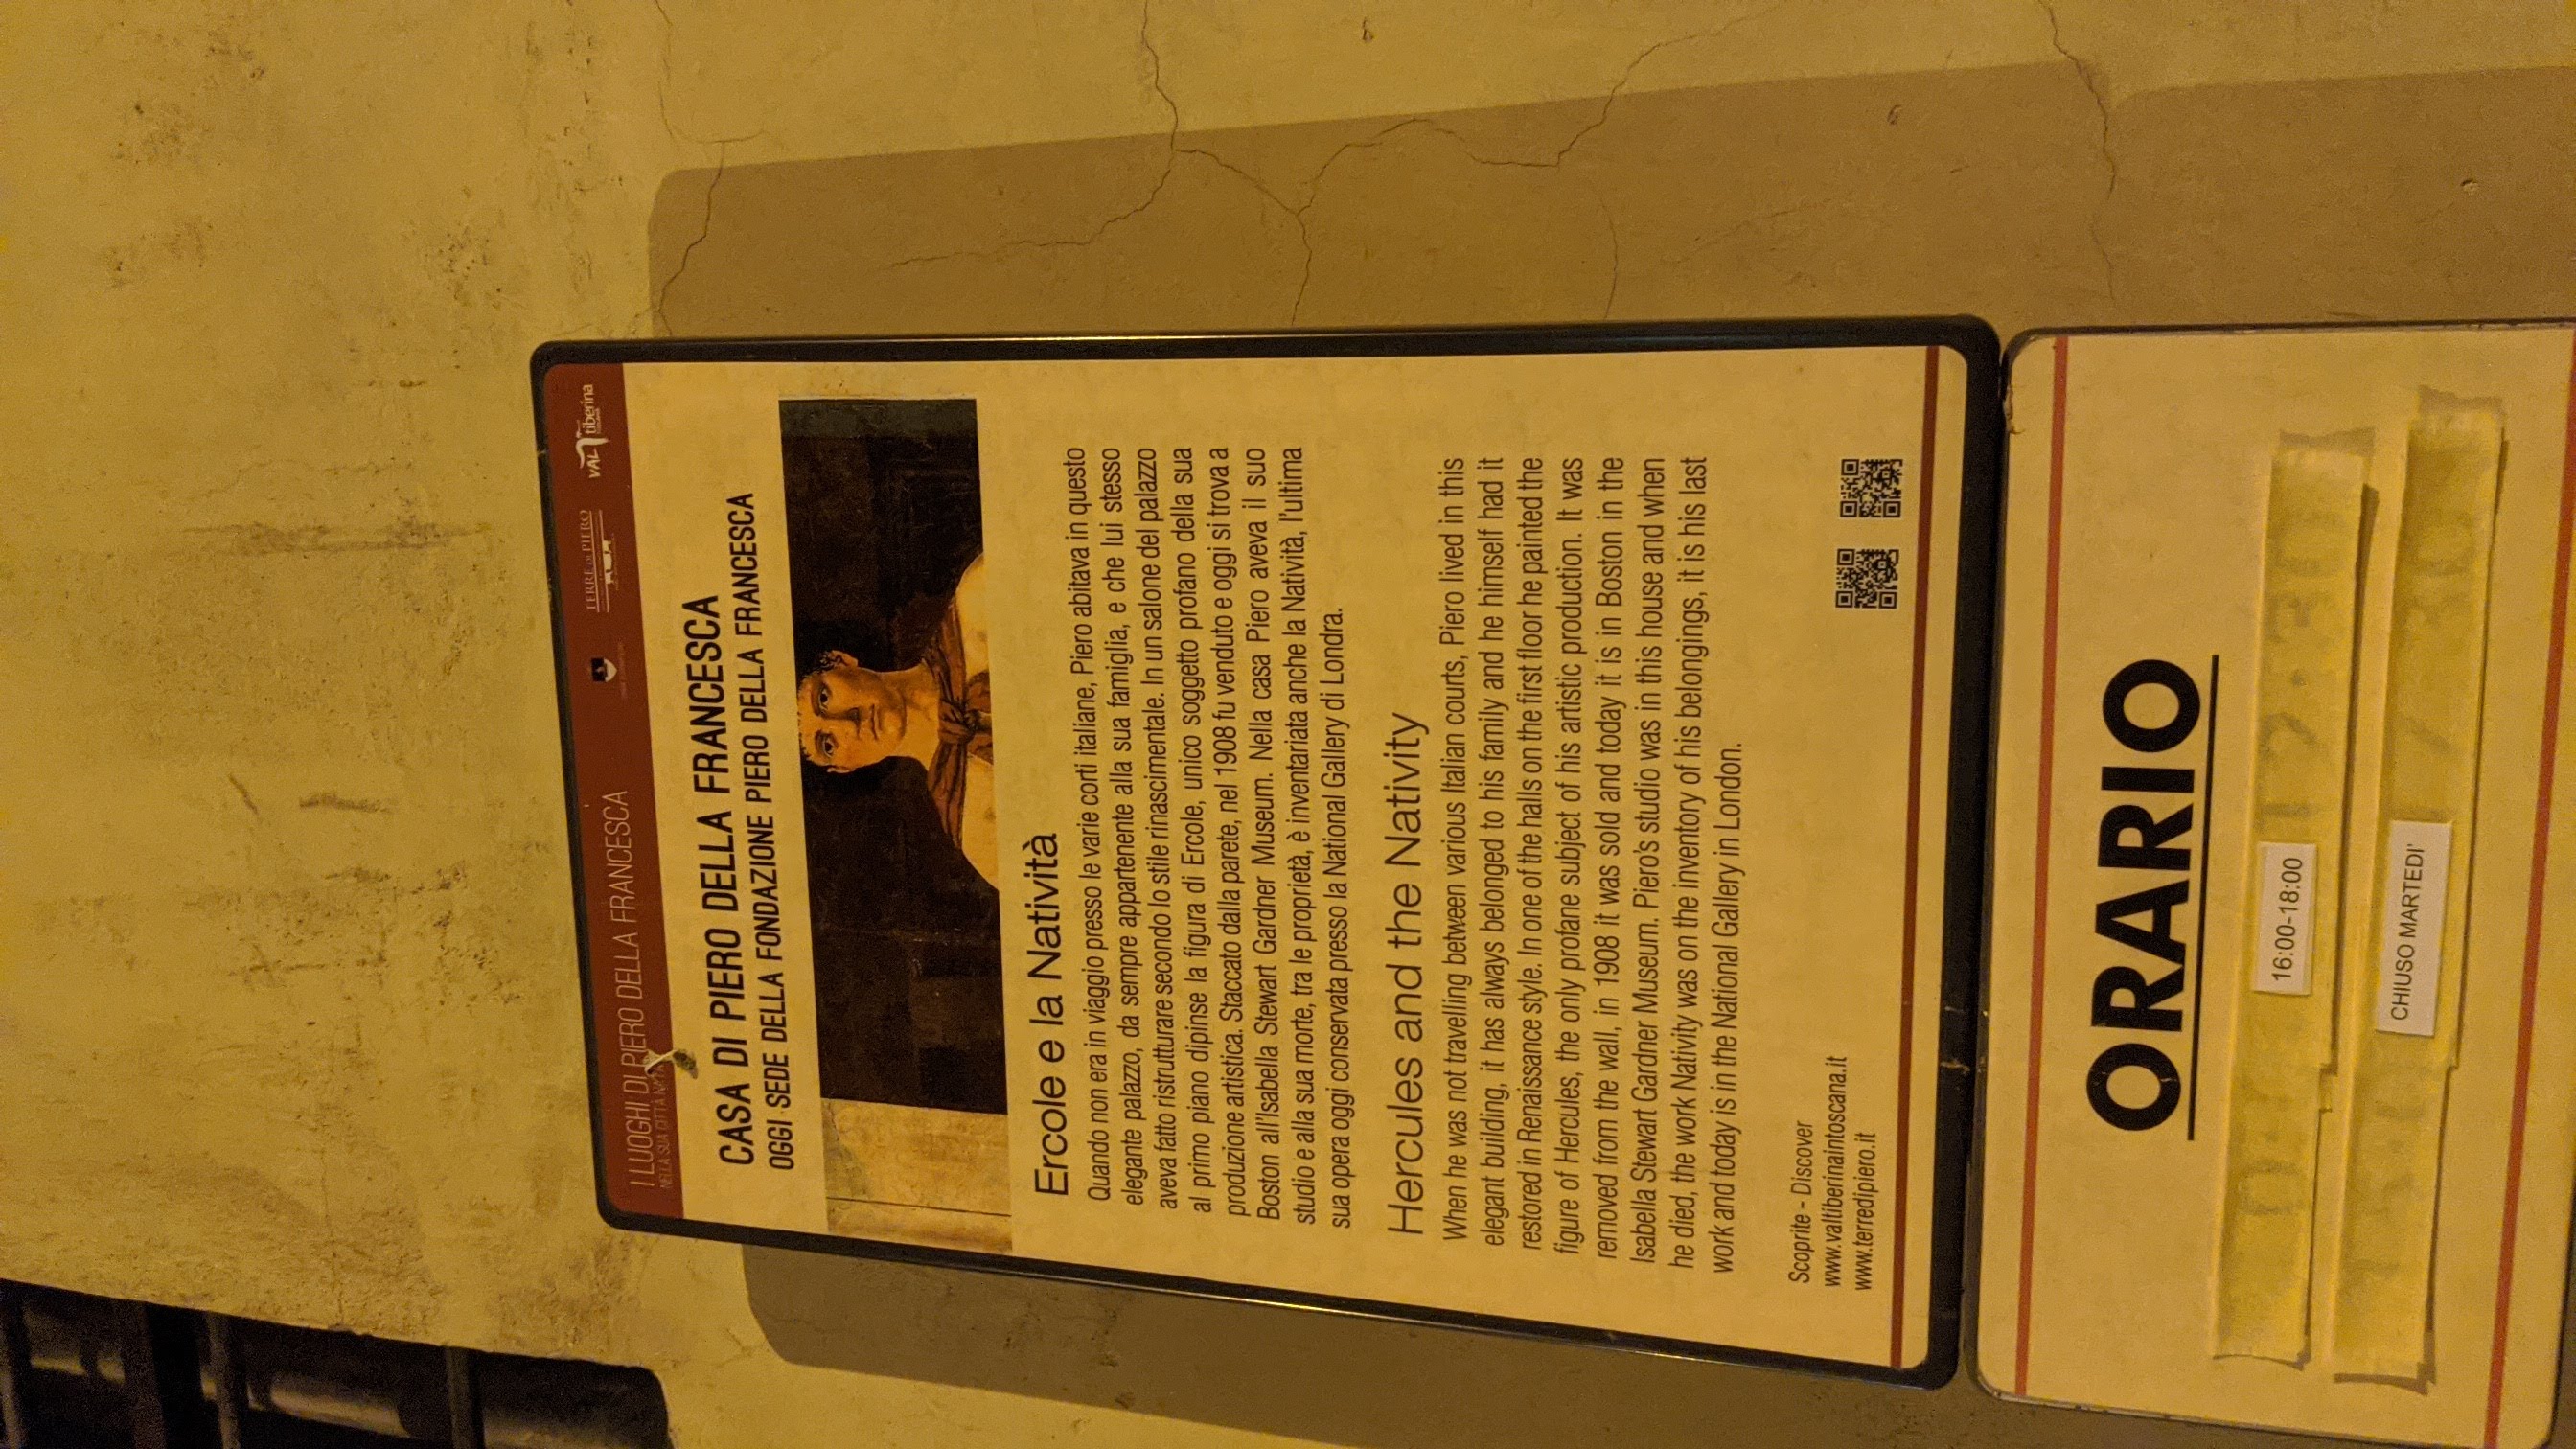 I LUOGHI DI PIERO DELLA FRANCESCA
NELLA SUA CITTÀ
TERRE DI PIERO
VAL tiberina
CASA DI PIERO DELLA FRANCESCA
OGGI SEDE DELLA FONDAZIONE PIERO DELLA FRANCESCA
Ercole e la Natività
Quando non era in viaggio presso le varie corti italiane, Piero abitava in questo
elegante palazzo, da sempre appartenente alla sua famiglia, e che lui stesso
aveva fatto ristrutturare secondo lo stile rinascimentale. In un salone del palazzo
al primo piano dipinse la figura di Ercole, unico soggetto profano della sua
produzione artistica. Staccato dalla parete, nel 1908 fu venduto e oggi si trova a
Boston all'Isabella Stewart Gardner Museum. Nella casa Piero aveva il suo
studio e alla sua morte, tra le proprietà, è inventariata anche la Natività, l'ultima
sua opera oggi conservata presso la National Gallery di Londra.
Hercules and the Nativity
When he was not travelling between various Italian courts, Piero lived in this
elegant building, it has always belonged to his family and he himself had it
restored in Renaissance style. In one of the halls on the first floor he painted the
figure of Hercules, the only profane subject of his artistic production. It was
removed from the wall, in 1908 it was sold and today it is in Boston in the
Isabella Stewart Gardner Museum. Piero's studio was in this house and when
he died, the work Nativity was on the inventory of his belongings, it is his last
work and today is in the National Gallery in London.
Scoprite - Discover
www.valtiberinaintoscana.it
www.terredipiero.it
ORARIO
16:00-18:00
CHIUSO MARTEDI'